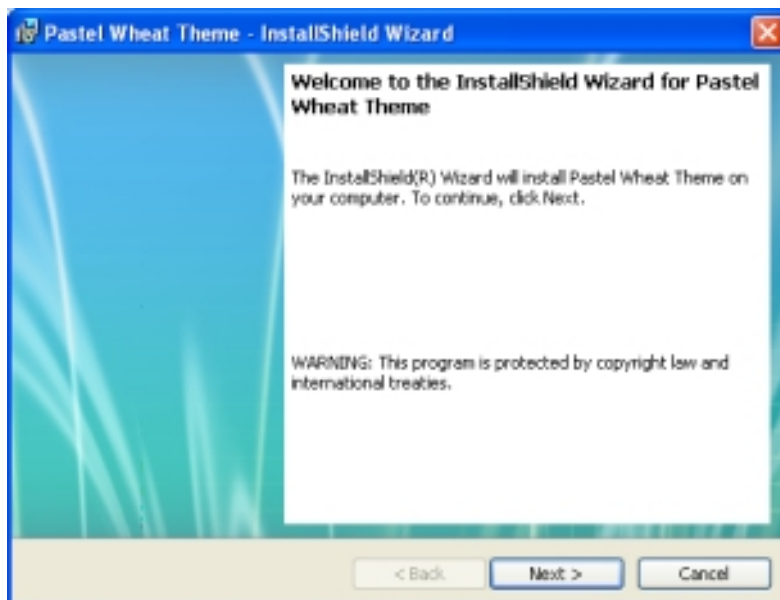 Pastel Wheat Theme - InstallShield Wizard
Welcome to the InstallShield Wizard for Pastel
Wheat Theme
The InstallShield(R) Wizard will install Pastel Wheat Theme on
your computer. To continue, click Next.
WARNING: This program is protected by copyright law and
international treaties.
< Back
Next >
Cancel